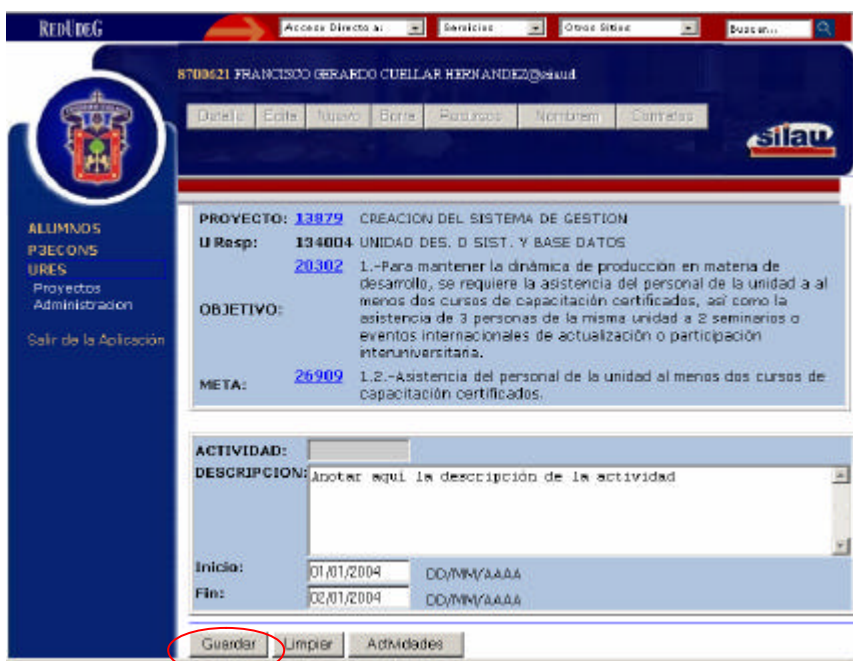 REDUDEG Acceso Directo a: Servicios Otros Sitios Buscar...
8700621 FRANCISCO GERARDO CUELLAR HERNANDEZ@siaud
Detalle Edita Nuevo Borra Recursos Nombrem Contratos
silau
ALUMNOS
P3ECONS
URES
Proyectos
Administracion
Salir de la Aplicación
PROYECTO: 13879 CREACION DEL SISTEMA DE GESTION
U Resp: 134004 UNIDAD DES. D SIST. Y BASE DATOS
OBJETIVO: 20302 1.-Para mantener la dinámica de producción en materia de
desarrollo, se requiere la asistencia del personal de la unidad a al
menos dos cursos de capacitación certificados, así como la
asistencia de 3 personas de la misma unidad a 2 seminarios o
eventos internacionales de actualización o participación
interuniversitaria.
META: 26909 1.2.-Asistencia del personal de la unidad al menos dos cursos de
capacitación certificados.
ACTIVIDAD:
DESCRIPCION: Anotar aquí la descripción de la actividad
Inicio: 01/01/2004 DD/MM/AAAA
Fin: 02/01/2004 DD/MM/AAAA
Guardar Limpiar Actividades